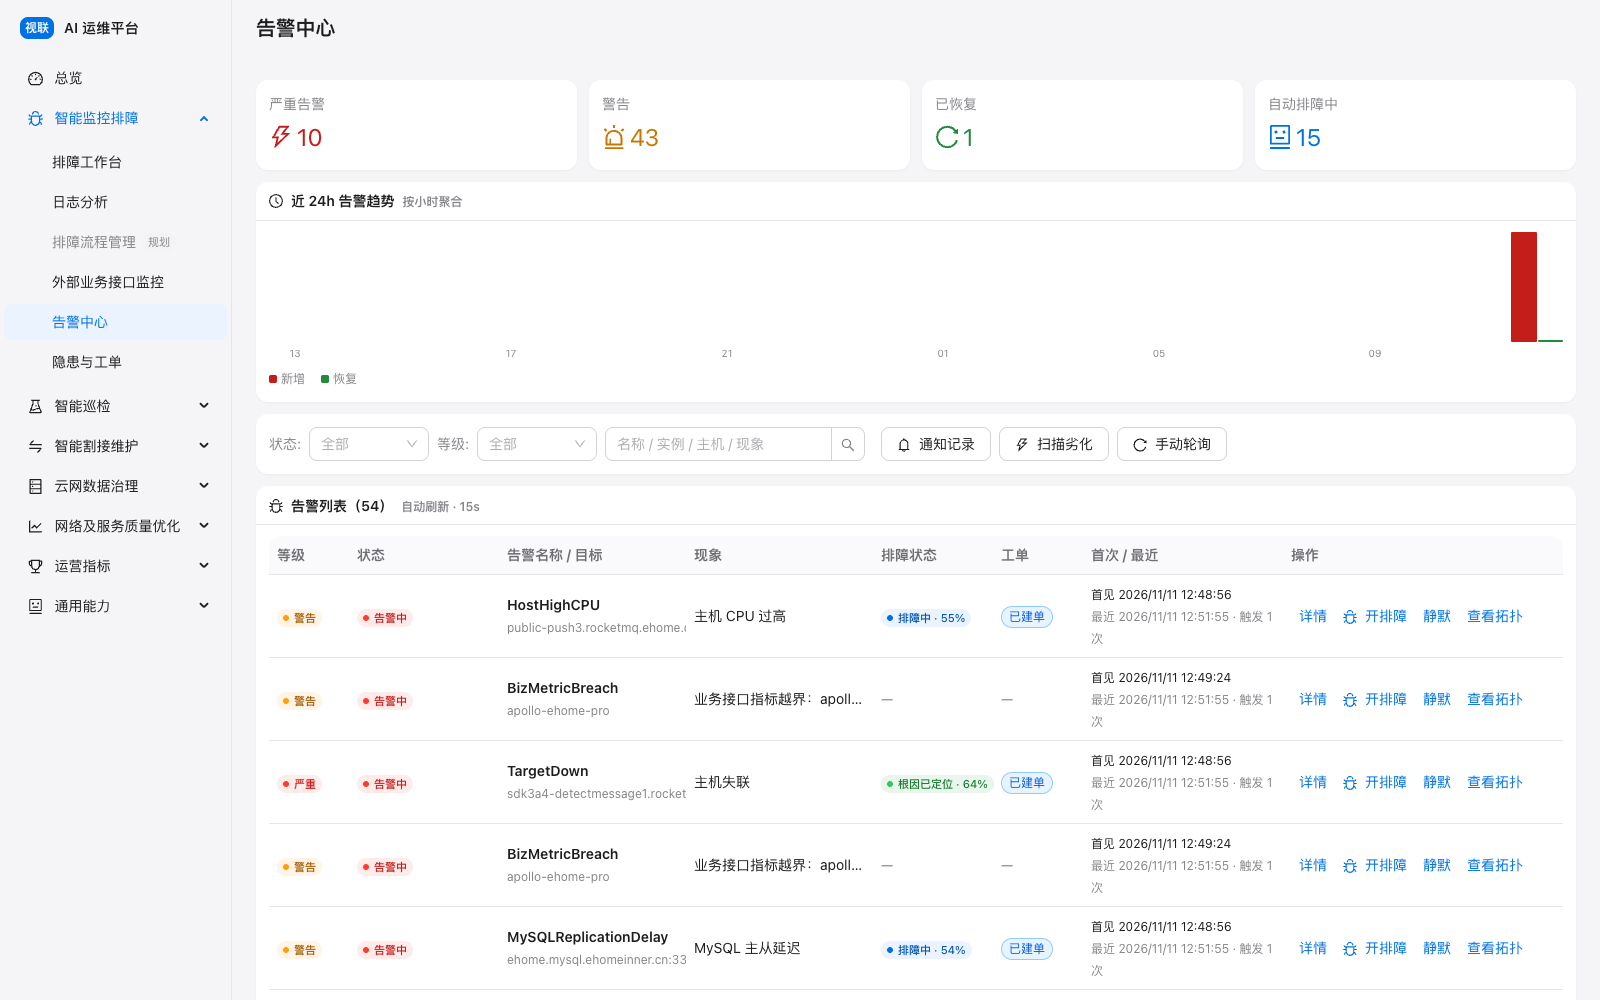 视联 AI 运维平台
总览
智能监控排障
排障工作台
日志分析
排障流程管理 规划
外部业务接口监控
告警中心
隐患与工单
智能巡检
智能割接维护
云网数据治理
网络及服务质量优化
运营指标
通用能力
告警中心
严重告警
10
警告
43
已恢复
1
自动排障中
15
近 24h 告警趋势 按小时聚合
13 17 21 01 05 09
新增 恢复
状态: 全部 等级: 全部 名称 / 实例 / 主机 / 现象 通知记录 扫描劣化 手动轮询
告警列表（54） 自动刷新 · 15s
等级 状态 告警名称 / 目标 现象 排障状态 工单 首次 / 最近 操作
警告 告警中 HostHighCPU 主机 CPU 过高 排障中 · 55% 已建单 首见 2026/11/11 12:48:56 详情 开排障 静默 查看拓扑
public-push3.rocketmq.ehome. 最近 2026/11/11 12:51:55 · 触发 1
次
警告 告警中 BizMetricBreach 业务接口指标越界：apoll... — — 首见 2026/11/11 12:49:24 详情 开排障 静默 查看拓扑
apollo-ehome-pro 最近 2026/11/11 12:51:55 · 触发 1
次
严重 告警中 TargetDown 主机失联 根因已定位 · 64% 已建单 首见 2026/11/11 12:48:56 详情 开排障 静默 查看拓扑
sdk3a4-detectmessage1.rocket 最近 2026/11/11 12:51:55 · 触发 1
次
警告 告警中 BizMetricBreach 业务接口指标越界：apoll... — — 首见 2026/11/11 12:49:24 详情 开排障 静默 查看拓扑
apollo-ehome-pro 最近 2026/11/11 12:51:55 · 触发 1
次
警告 告警中 MySQLReplicationDelay MySQL 主从延迟 排障中 · 54% 已建单 首见 2026/11/11 12:48:56 详情 开排障 静默 查看拓扑
ehome.mysql.ehomeinner.cn:33 最近 2026/11/11 12:51:55 · 触发 1
次